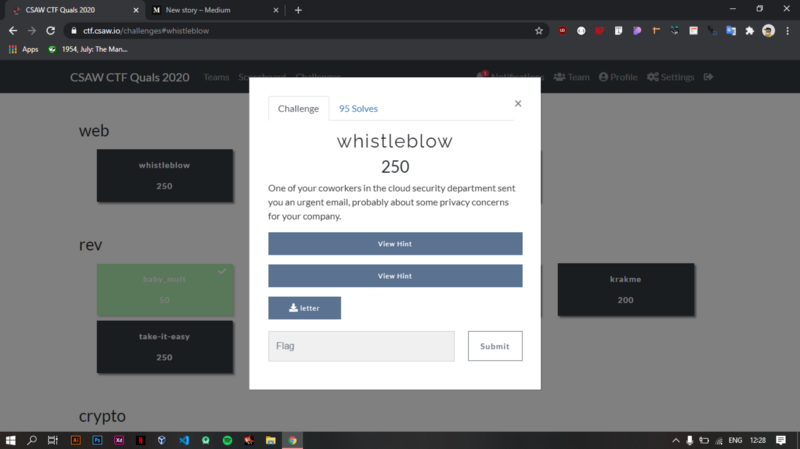 CSAW CTF Quals 2020
New story – Medium
ctf.csaw.io/challenges#whistleblow
Apps
1954, July: The Man...
CSAW CTF Quals 2020
Teams
Scoreboard
Challenges
1
Notifications
Team
Profile
Settings
Challenge
95 Solves
×
whistleblow
250
One of your coworkers in the cloud security department sent
you an urgent email, probably about some privacy concerns
for your company.
View Hint
View Hint
letter
Flag
Submit
web
whistleblow
250
rev
baby_mult
50
krakme
200
take-it-easy
250
crypto
ENG
12:28